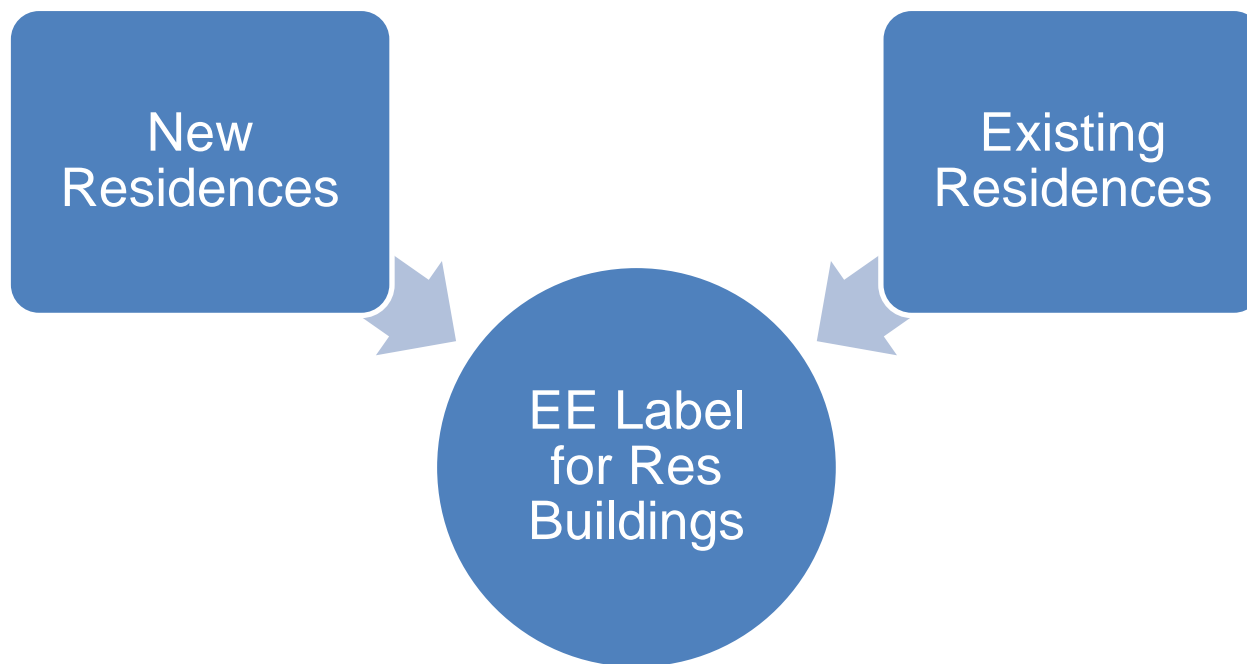 New
Residences
Existing
Residences
EE Label
for Res
Buildings